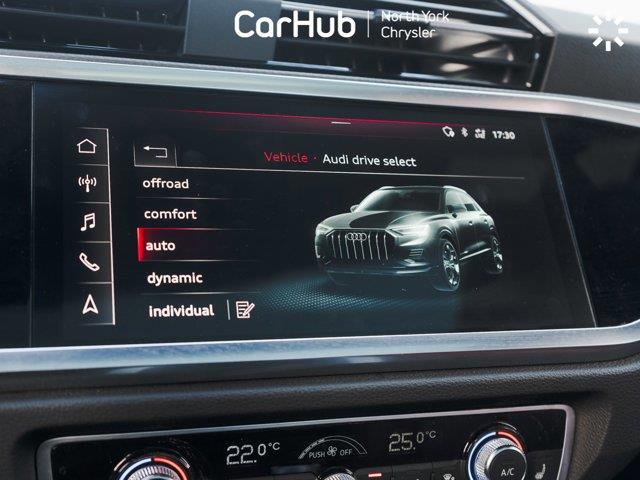 CarHub
North York
Chrysler
17:30
Vehicle · Audi drive select
offroad
comfort
auto
dynamic
individual
22.0°C
PUSH OFF
25.0°C
A/C